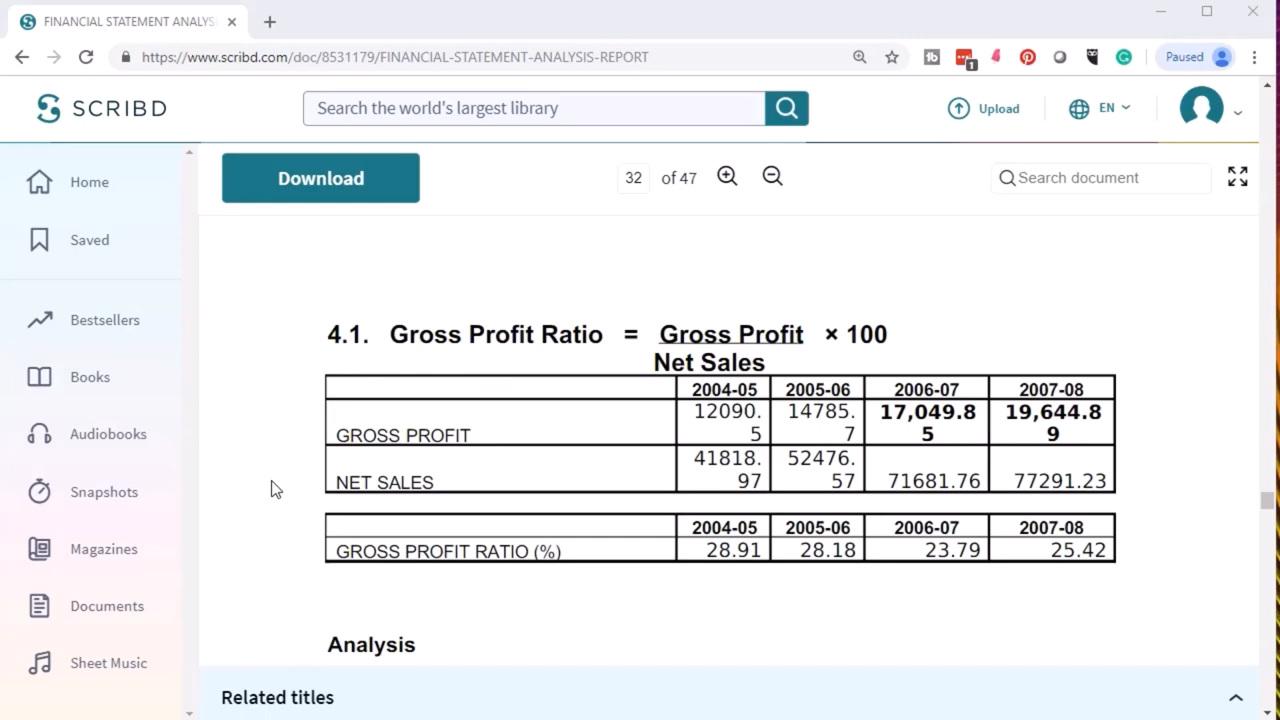 FINANCIAL STATEMENT ANALYS
https://www.scribd.com/doc/8531179/FINANCIAL-STATEMENT-ANALYSIS-REPORT
1
Paused
SCRIBD
Search the world's largest library
Upload
EN
Home
Saved
Bestsellers
Books
Audiobooks
Snapshots
Magazines
Documents
Sheet Music
Download
32 of 47
Search document
4.1. Gross Profit Ratio = Gross Profit × 100
Net Sales
2004-05 2005-06 2006-07 2007-08
12090. 14785. 17,049.8 19,644.8
GROSS PROFIT 5 7 5 9
41818. 52476.
NET SALES 97 57 71681.76 77291.23
2004-05 2005-06 2006-07 2007-08
GROSS PROFIT RATIO (%) 28.91 28.18 23.79 25.42
Analysis
Related titles